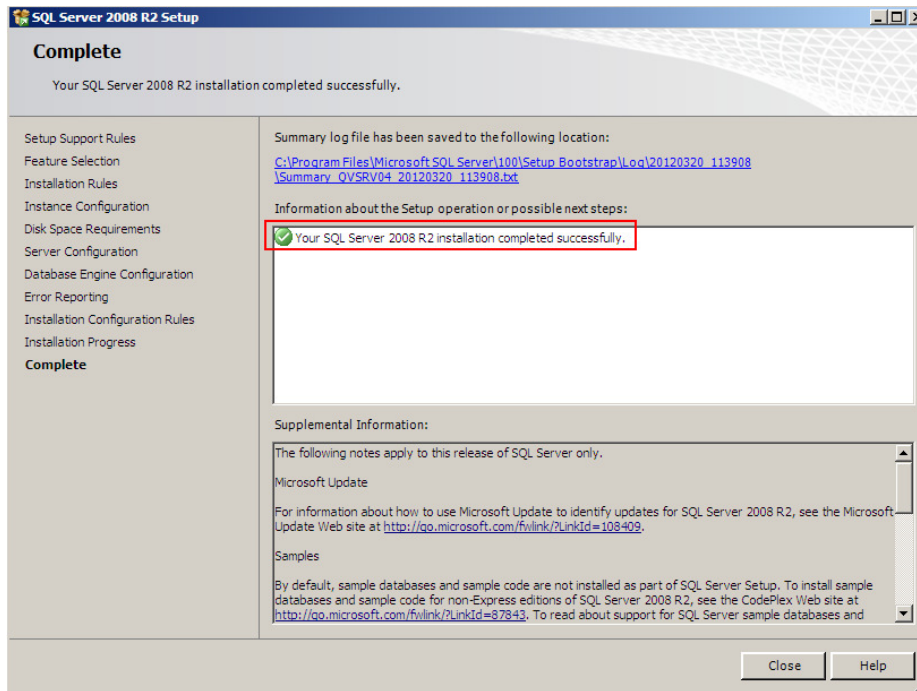 SQL Server 2008 R2 Setup
Complete
Your SQL Server 2008 R2 installation completed successfully.
Setup Support Rules
Feature Selection
Installation Rules
Instance Configuration
Disk Space Requirements
Server Configuration
Database Engine Configuration
Error Reporting
Installation Configuration Rules
Installation Progress
Complete
Summary log file has been saved to the following location:
C:\Program Files\Microsoft SQL Server\100\Setup Bootstrap\Log\20120320_113908
\Summary_QVSRV04_20120320_113908.txt
Information about the Setup operation or possible next steps:
Your SQL Server 2008 R2 installation completed successfully.
Supplemental Information:
The following notes apply to this release of SQL Server only.
Microsoft Update
For information about how to use Microsoft Update to identify updates for SQL Server 2008 R2, see the Microsoft
Update Web site at http://go.microsoft.com/fwlink/?LinkId=108409.
Samples
By default, sample databases and sample code are not installed as part of SQL Server Setup. To install sample
databases and sample code for non-Express editions of SQL Server 2008 R2, see the CodePlex Web site at
http://go.microsoft.com/fwlink/?LinkId=87843. To read about support for SQL Server sample databases and
Close
Help